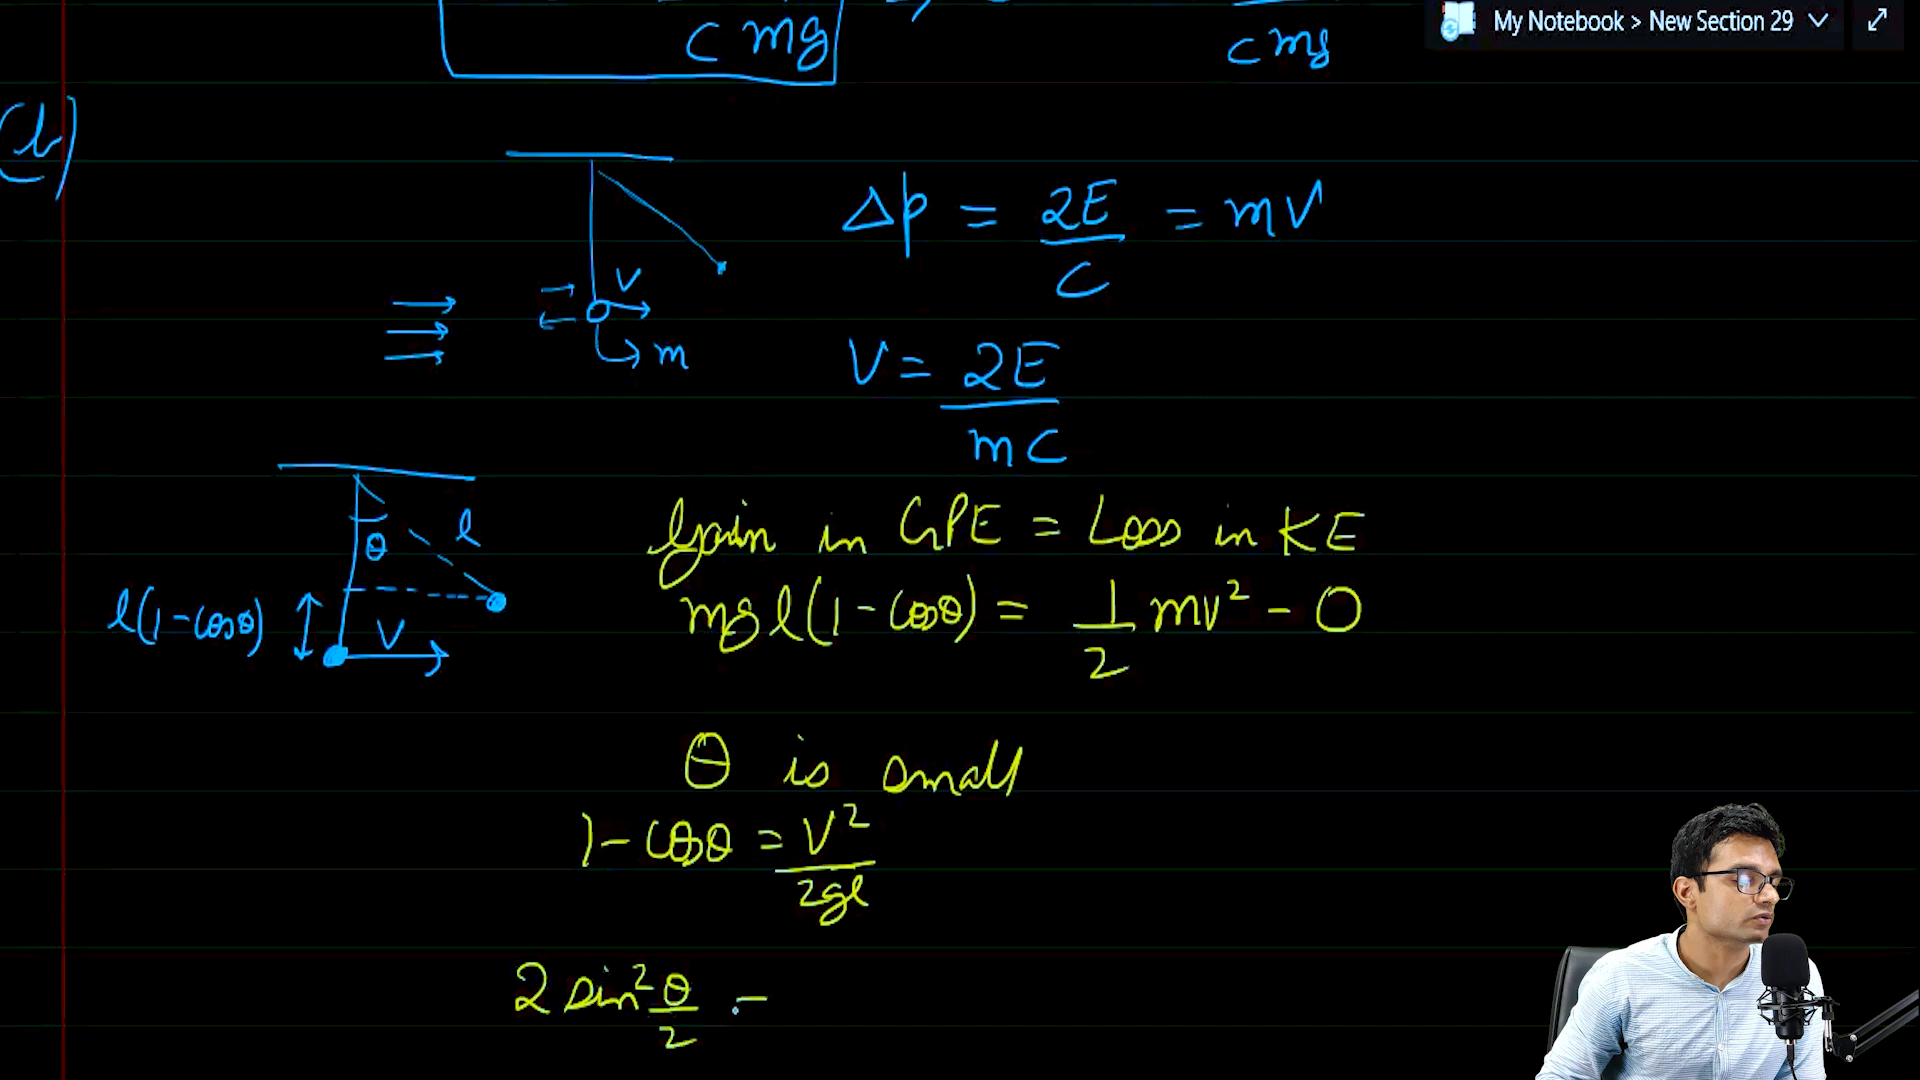 My Notebook > New Section 29
c mg
c mg
(b)
Δp = 2E/C = mV
V
m
V = 2E/mC
θ
l
l(1-cosθ)
V
Gain in GPE = Loss in KE
mgl(1-cosθ) = 1/2 mv² - 0
θ is small
1-cosθ = V²/2gl
2 sin² θ/2 =